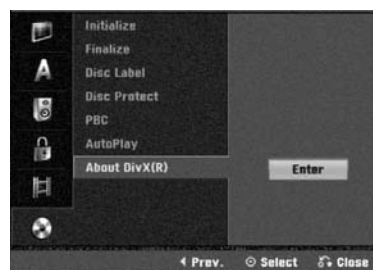 Initialize
Finalize
Disc Label
Disc Protect
PBC
AutoPlay
About DivX(R)
Enter
A
Prev. Select Close